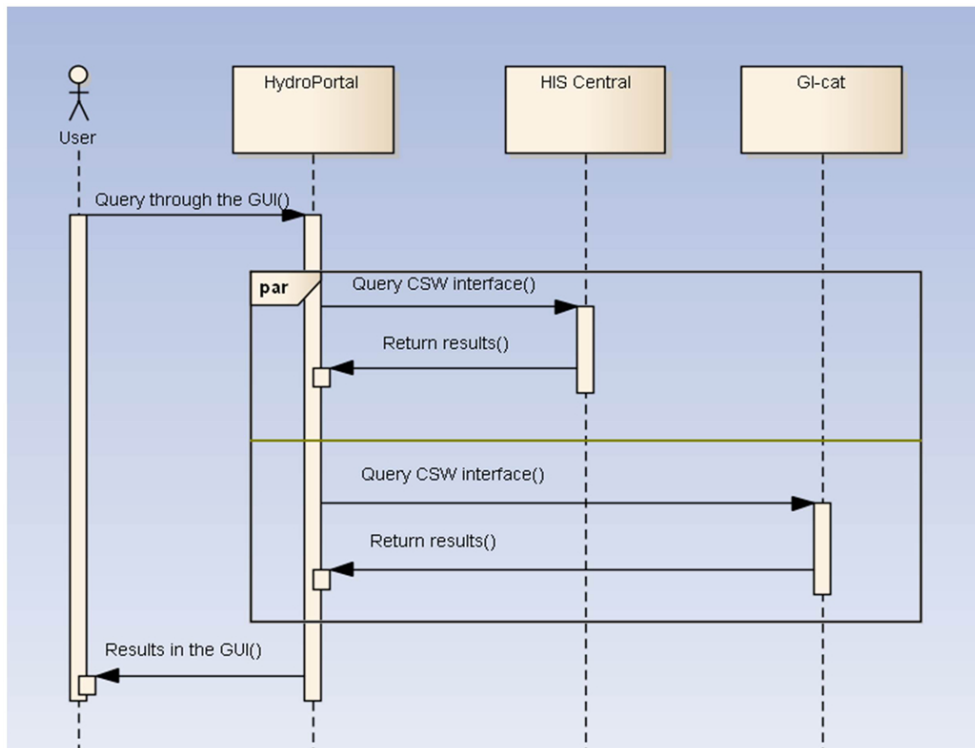 HydroPortal
HIS Central
GI-cat
User
Query through the GUI()
par
Query CSW interface()
Return results()
Query CSW interface()
Return results()
Results in the GUI()